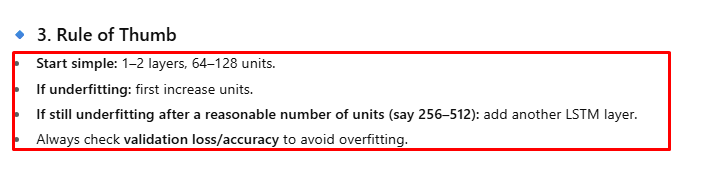 3. Rule of Thumb
Start simple: 1–2 layers, 64–128 units.
If underfitting: first increase units.
If still underfitting after a reasonable number of units (say 256–512): add another LSTM layer.
Always check validation loss/accuracy to avoid overfitting.